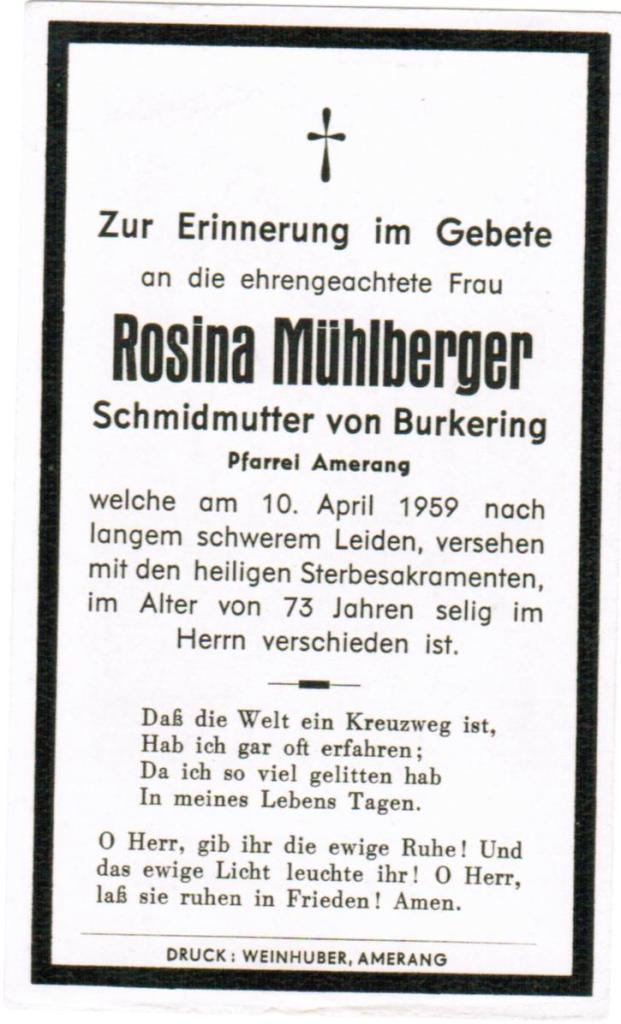 Zur Erinnerung im Gebete
an die ehrengeachtete Frau
Rosina Mühlberger
Schmidmutter von Burkering
Pfarrei Amerang
welche am 10. April 1959 nach
langem schwerem Leiden, versehen
mit den heiligen Sterbesakramenten,
im Alter von 73 Jahren selig im
Herrn verschieden ist.
Daß die Welt ein Kreuzweg ist,
Hab ich gar oft erfahren;
Da ich so viel gelitten hab
In meines Lebens Tagen.
O Herr, gib ihr die ewige Ruhe! Und
das ewige Licht leuchte ihr! O Herr,
laß sie ruhen in Frieden! Amen.
DRUCK: WEINHUBER, AMERANG